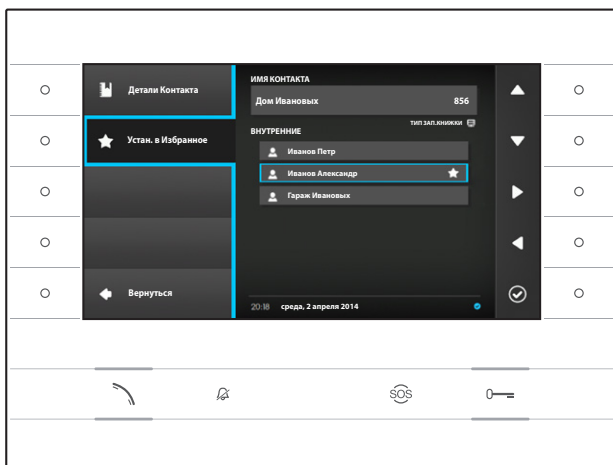 Детали Контакта
Устан. в Избранное
Вернуться
ИМЯ КОНТАКТА
Дом Ивановых 856
ТИП ЗАП.КНИЖКИ
ВНУТРЕННИЕ
Иванов Петр
Иванов Александр
Гараж Ивановых
20:18 среда, 2 апреля 2014
SOS